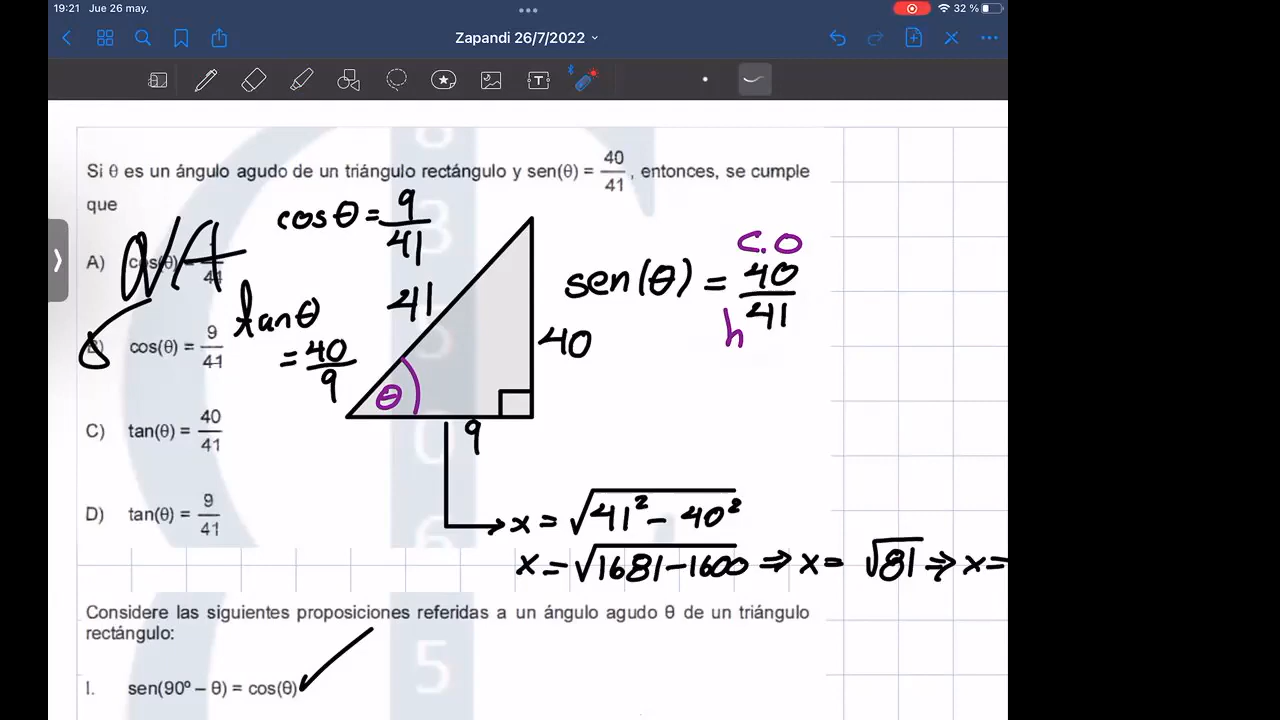 19:21 Jue 26 may.
32 %
Zapandi 26/7/2022
T
Si θ es un ángulo agudo de un triángulo rectángulo y sen(θ) = 40/41, entonces, se cumple
que
cosθ = 9/41
A) cos(θ) =
tanθ = 40/9
B) cos(θ) = 9/41
C) tan(θ) = 40/41
D) tan(θ) = 9/41
41
40
θ
9
sen(θ) = 40/41
c.o
h
x = √41² − 40²
x = √1681 − 1600 ⇒ x = √81 ⇒ x =
Considere las siguientes proposiciones referidas a un ángulo agudo θ de un triángulo
rectángulo:
I. sen(90º − θ) = cos(θ)
5